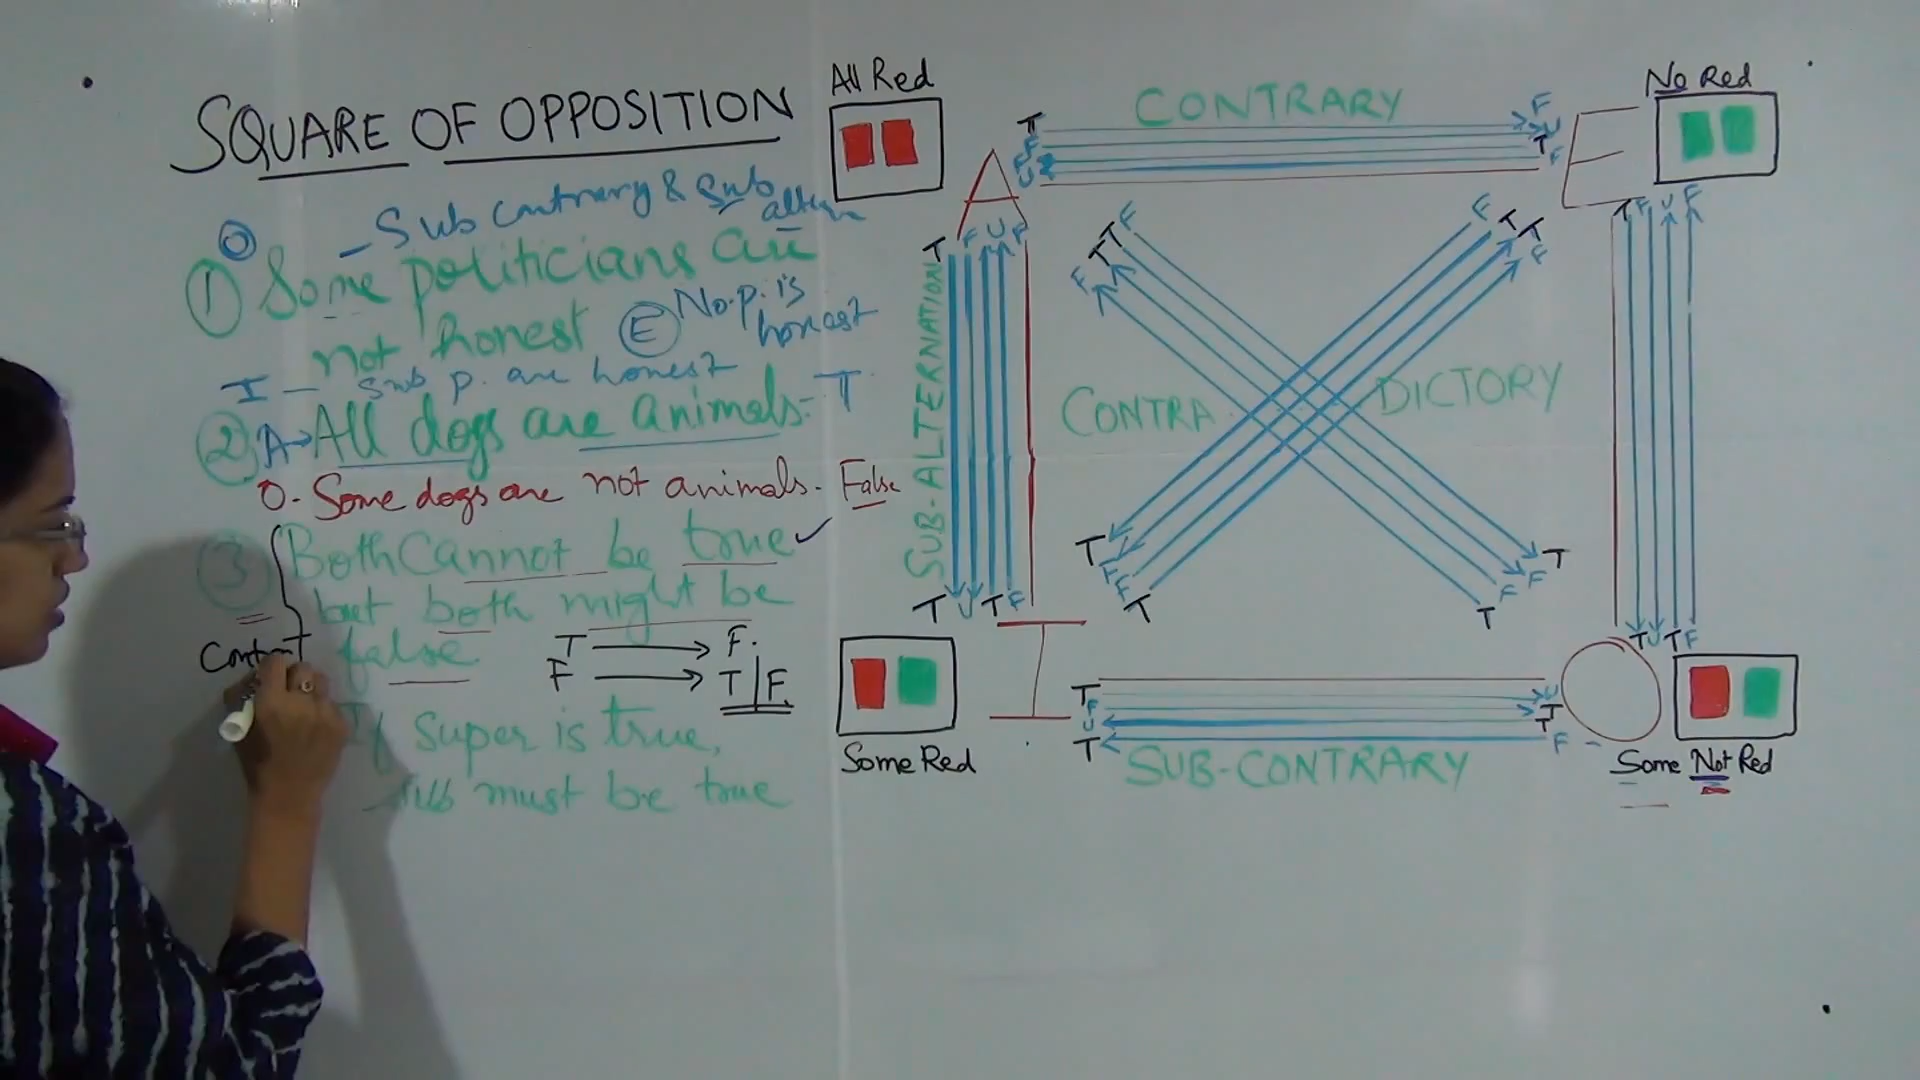 SQUARE OF OPPOSITION
O - Sub contrary & Sub
altern
① Some politicians are
not honest Ⓔ No p. is
honest
I - Sub p. are honest
② A→ All dogs are animals - T
O - Some dogs are not animals - False
③ Both Cannot be true ✓
but both might be
false
T → F.
F → T | F.
If super is true,
must be true
All Red
No Red
CONTRARY
A
E
SUB-ALTERNATION
CONTRA DICTORY
I
Some Red
SUB-CONTRARY
Some Not Red